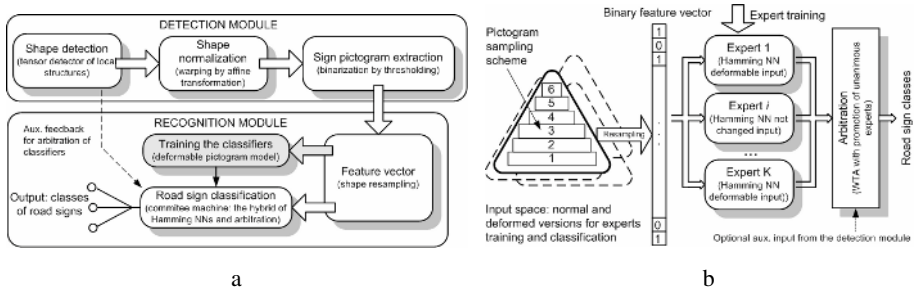 DETECTION MODULE
Shape detection
(tensor detector of local
structures)
Shape
normalization
(warping by affine
transformation)
Sign pictogram extraction
(binarization by thresholding)
RECOGNITION MODULE
Aux. feedback
for arbitration of
classifiers
Training the classifiers
(deformable pictogram model)
Feature vector
(shape resampling)
Output: classes
of road signs
Road sign classification
(commitee machine: the hybrid of
Hamming NNs and arbitration)
a
Binary feature vector
Expert training
Pictogram
sampling
scheme
6
5
4
3
2
1
Resampling
1
0
1
.
.
.
0
1
Expert 1
(Hamming NN
deformable input)
Expert i
(Hamming NN
not changed input)
...
Expert K
(Hamming NN
deformable input))
Arbitration
(WTA with promotion of unanimous
experts)
Road sign classes
Input space: normal and
deformed versions for experts
training and classification
Optional aux. input from the detection module
b